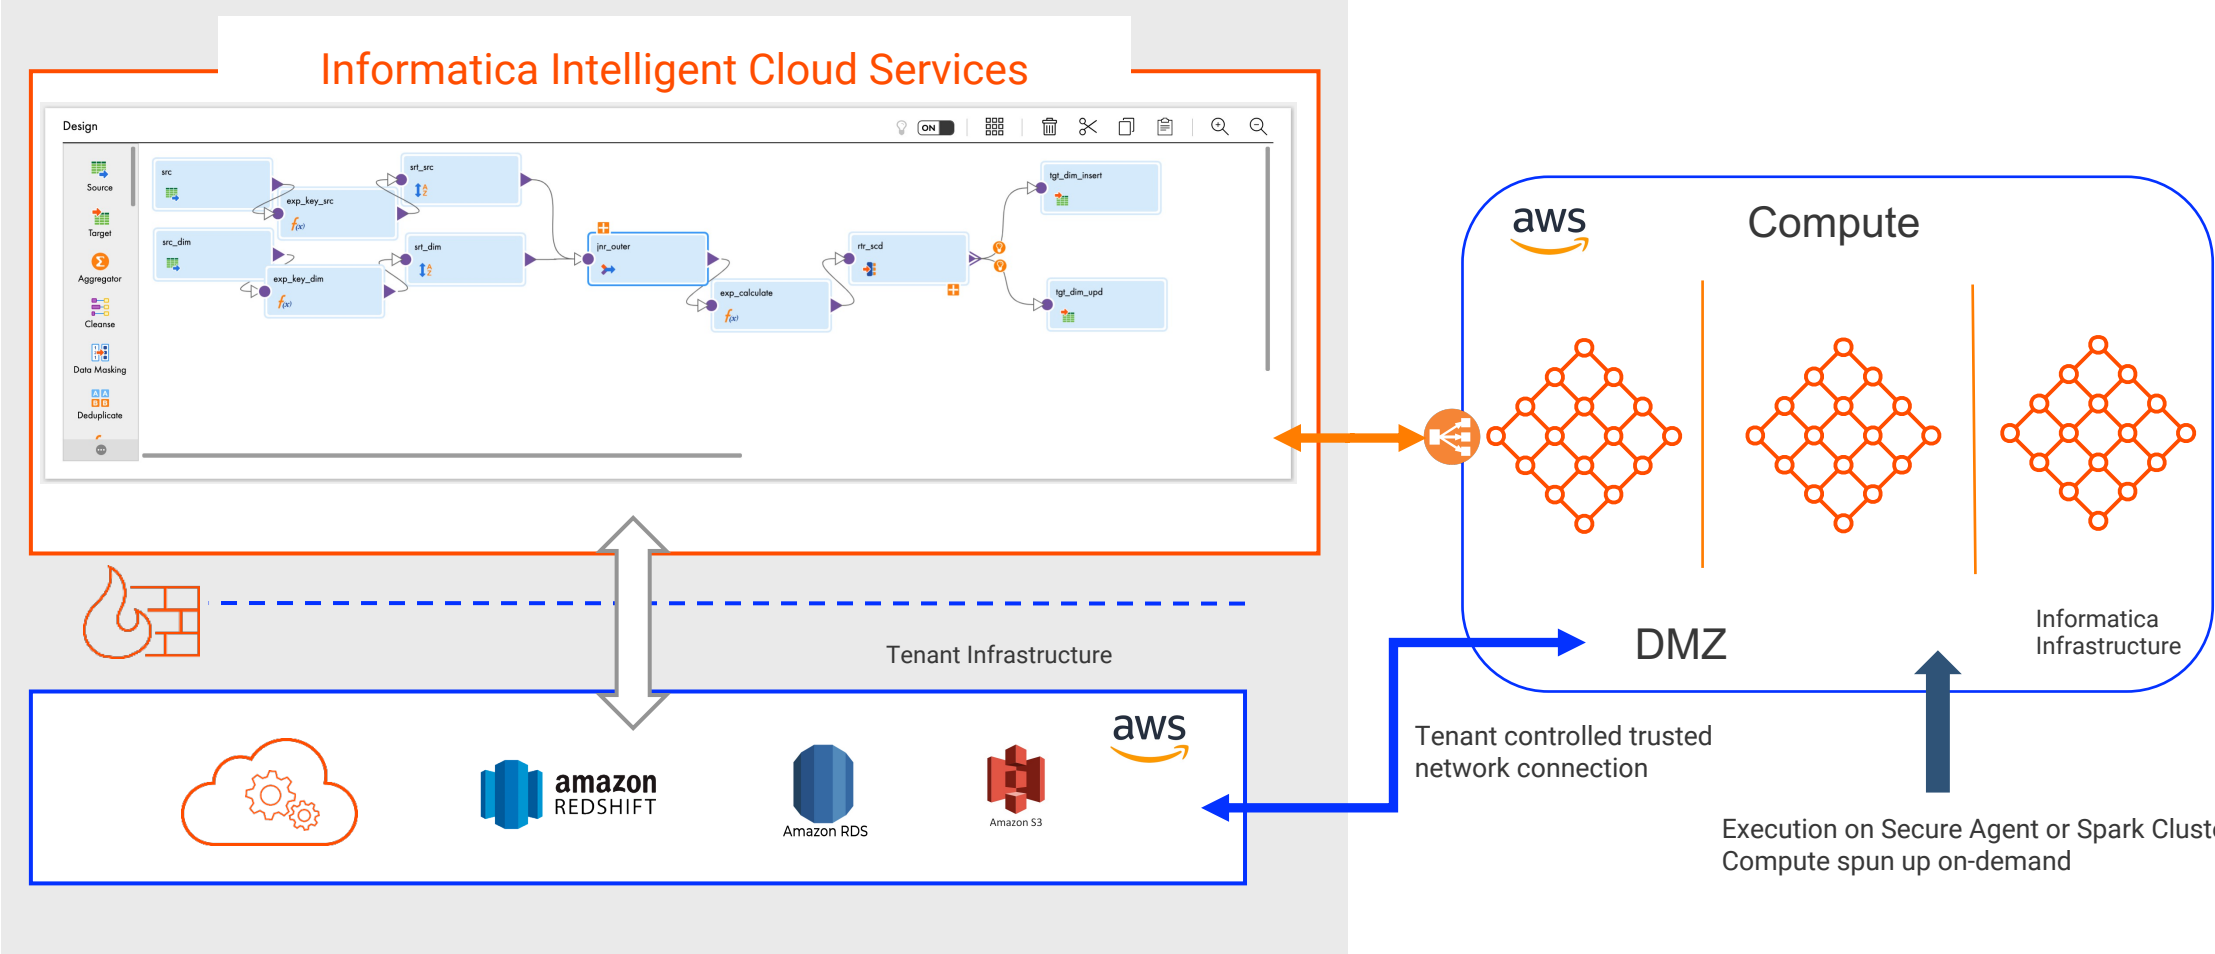 Informatica Intelligent Cloud Services
Design
ON
Source
Target
Aggregator
Cleanse
Data Masking
Deduplicate
src
exp_key_src
srt_src
src_dim
exp_key_dim
srt_dim
jnr_outer
exp_calculate
rtr_scd
tgt_dim_insert
tgt_dim_upd
aws
Compute
DMZ
Informatica
Infrastructure
Tenant Infrastructure
amazon
REDSHIFT
Amazon RDS
Amazon S3
aws
Tenant controlled trusted
network connection
Execution on Secure Agent or Spark Clust
Compute spun up on-demand